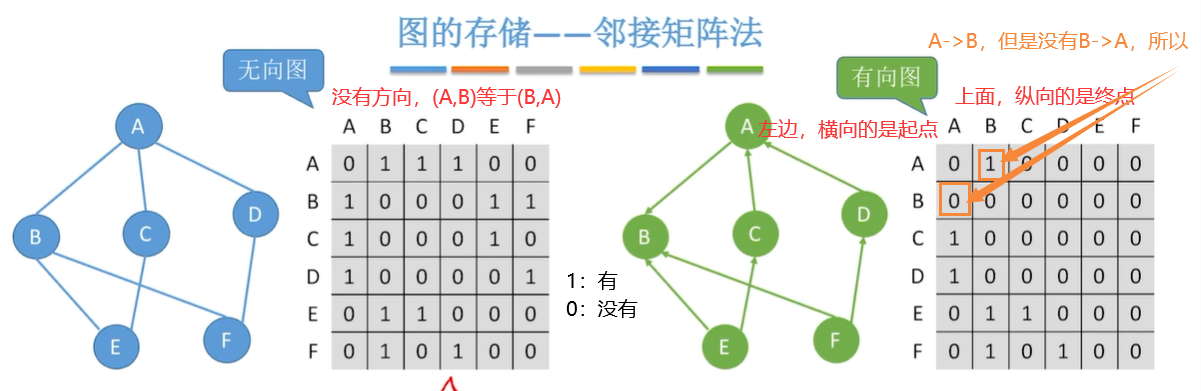 图的存储——邻接矩阵法
A->B，但是没有B->A，所以
无向图
有向图
没有方向，(A,B)等于(B,A)
上面，纵向的是终点
左边，横向的是起点
A
B
C
D
E
F
A B C D E F
A 0 1 1 1 0 0
B 1 0 0 0 1 1
C 1 0 0 0 1 0
D 1 0 0 0 0 1
E 0 1 1 0 0 0
F 0 1 0 1 0 0
1：有
0：没有
A
B
C
D
E
F
A B C D E F
A 0 1 0 0 0 0
B 0 0 0 0 0 0
C 1 0 0 0 0 0
D 1 0 0 0 0 0
E 0 1 1 0 0 0
F 0 1 0 1 0 0